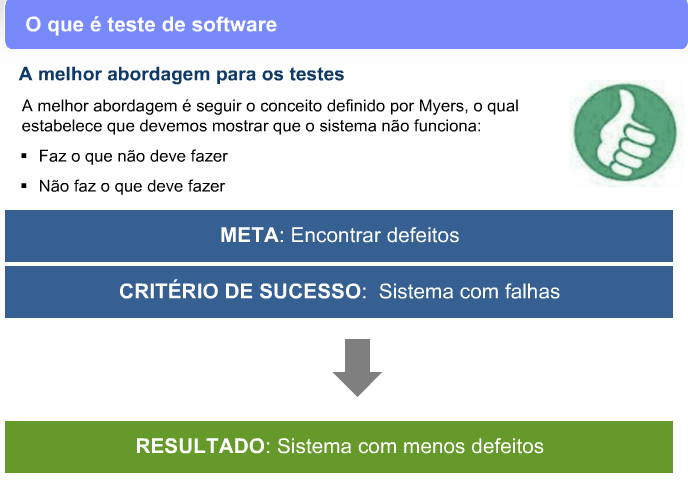 O que é teste de software
A melhor abordagem para os testes
A melhor abordagem é seguir o conceito definido por Myers, o qual
estabelece que devemos mostrar que o sistema não funciona:
▪ Faz o que não deve fazer
▪ Não faz o que deve fazer
META: Encontrar defeitos
CRITÉRIO DE SUCESSO: Sistema com falhas
RESULTADO: Sistema com menos defeitos